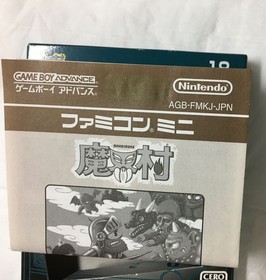 18
GAME BOY ADVANCE
ゲームボーイ アドバンス
Nintendo
AGB-FMKJ-JPN
ファミコン ミニ
魔界村
CERO